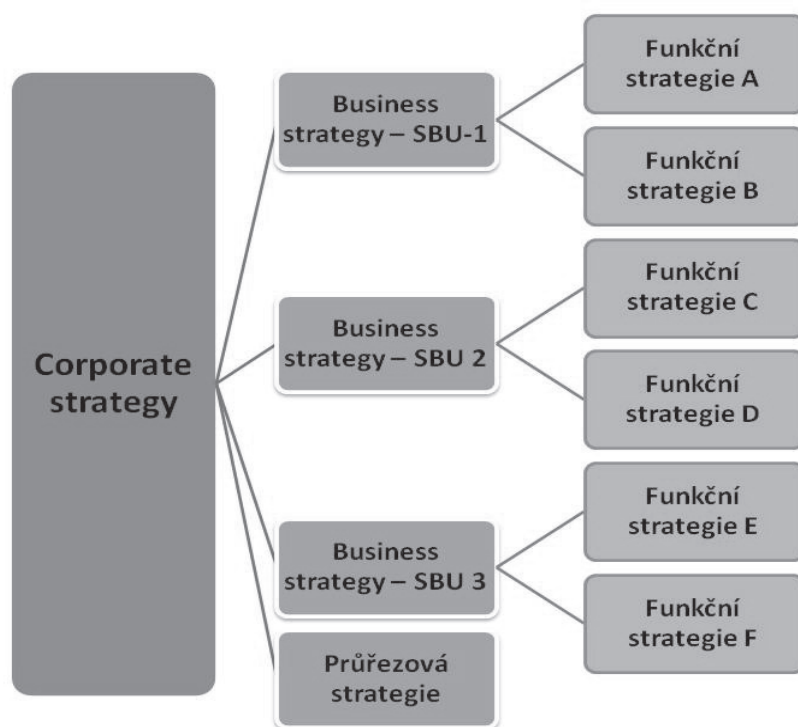 Corporate
strategy
Business
strategy – SBU-1
Funkční
strategie A
Funkční
strategie B
Business
strategy – SBU 2
Funkční
strategie C
Funkční
strategie D
Business
strategy – SBU 3
Funkční
strategie E
Funkční
strategie F
Průřezová
strategie